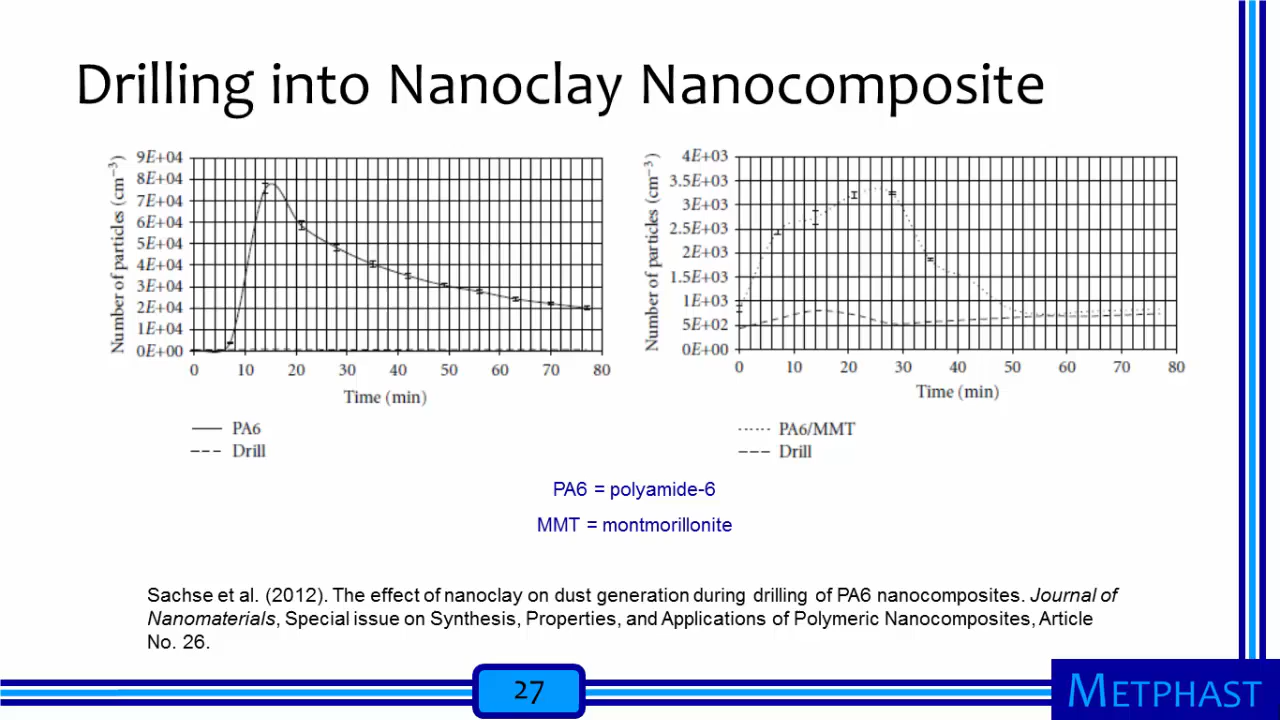 Drilling into Nanoclay Nanocomposite
Number of particles (cm⁻³)
9E+04
8E+04
7E+04
6E+04
5E+04
4E+04
3E+04
2E+04
1E+04
0E+00
0 10 20 30 40 50 60 70 80
Time (min)
PA6
Drill
Number of particles (cm⁻³)
4E+03
3.5E+03
3E+03
2.5E+03
2E+03
1.5E+03
1E+03
5E+02
0E+00
0 10 20 30 40 50 60 70 80
Time (min)
PA6/MMT
Drill
PA6 = polyamide-6
MMT = montmorillonite
Sachse et al. (2012). The effect of nanoclay on dust generation during drilling of PA6 nanocomposites. Journal of
Nanomaterials, Special issue on Synthesis, Properties, and Applications of Polymeric Nanocomposites, Article
No. 26.
27
METPHAST